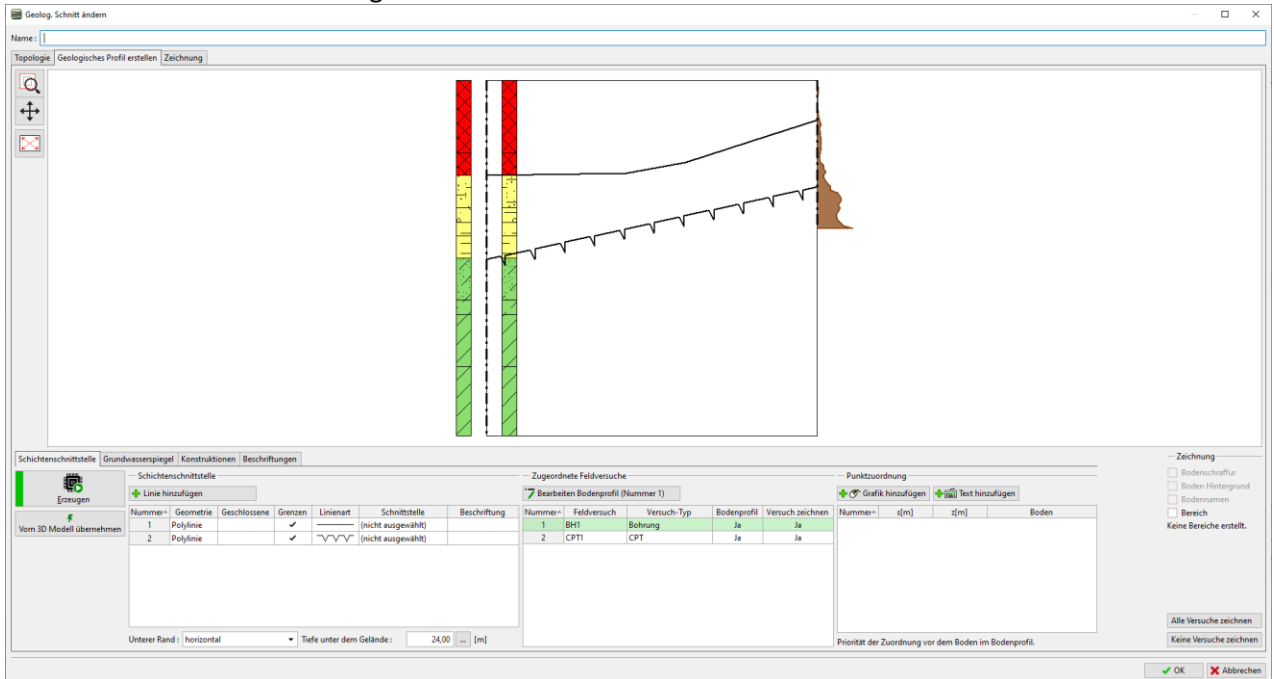 Geolog. Schnitt ändern
Name :
Topologie Geologisches Profil erstellen Zeichnung
Schichtenschnittstelle Grundwasserspiegel Konstruktionen Beschriftungen
Erzeugen
Vom 3D Modell übernehmen
Schichtenschnittstelle
Linie hinzufügen
Nummer Geometrie Geschlossene Grenzen Linienart Schnittstelle Beschriftung
1 Polylinie (nicht ausgewählt)
2 Polylinie (nicht ausgewählt)
Unterer Rand : horizontal Tiefe unter dem Gelände : 24,00 ... [m]
Zugeordnete Feldversuche
Bearbeiten Bodenprofil (Nummer 1)
Nummer Feldversuch Versuch-Typ Bodenprofil Versuch zeichnen
1 BH1 Bohrung Ja Ja
2 CPT1 CPT Ja Ja
Punktzuordnung
Grafik hinzufügen Text hinzufügen
Nummer s[m] z[m] Boden
Priorität der Zuordnung vor dem Boden im Bodenprofil.
Zeichnung
Bodenschraffur
Boden Hintergrund
Bodennamen
Bereich
Keine Bereiche erstellt.
Alle Versuche zeichnen
Keine Versuche zeichnen
OK Abbrechen